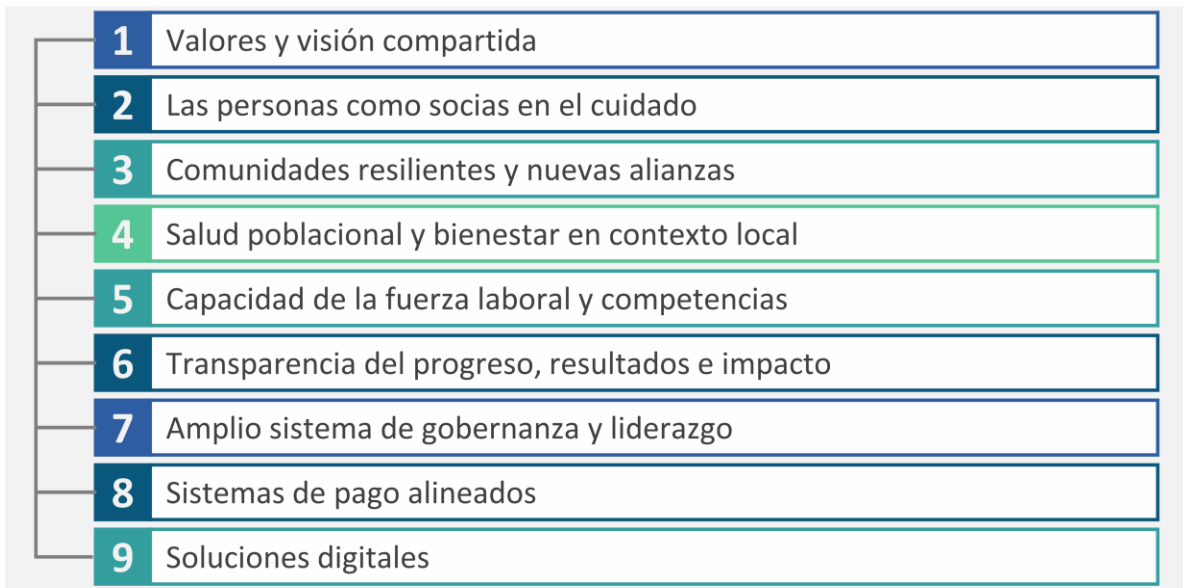 1 Valores y visión compartida
2 Las personas como socias en el cuidado
3 Comunidades resilientes y nuevas alianzas
4 Salud poblacional y bienestar en contexto local
5 Capacidad de la fuerza laboral y competencias
6 Transparencia del progreso, resultados e impacto
7 Amplio sistema de gobernanza y liderazgo
8 Sistemas de pago alineados
9 Soluciones digitales